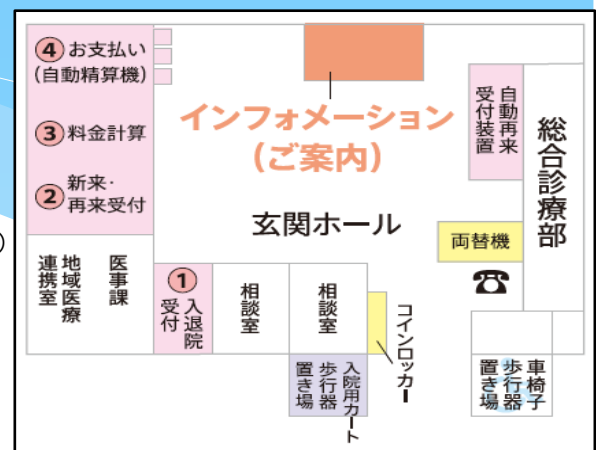 ④お支払い
(自動精算機)
③料金計算
②新来・
再来受付
インフォメーション
(ご案内)
玄関ホール
自動再来
受付装置
総合診療部
両替機
☎
地域医療
連携室
医事課
①
入退院
受付
相談室
相談室
コインロッカー
入院用カート
歩行器
置き場
車椅子
歩行器
置き場